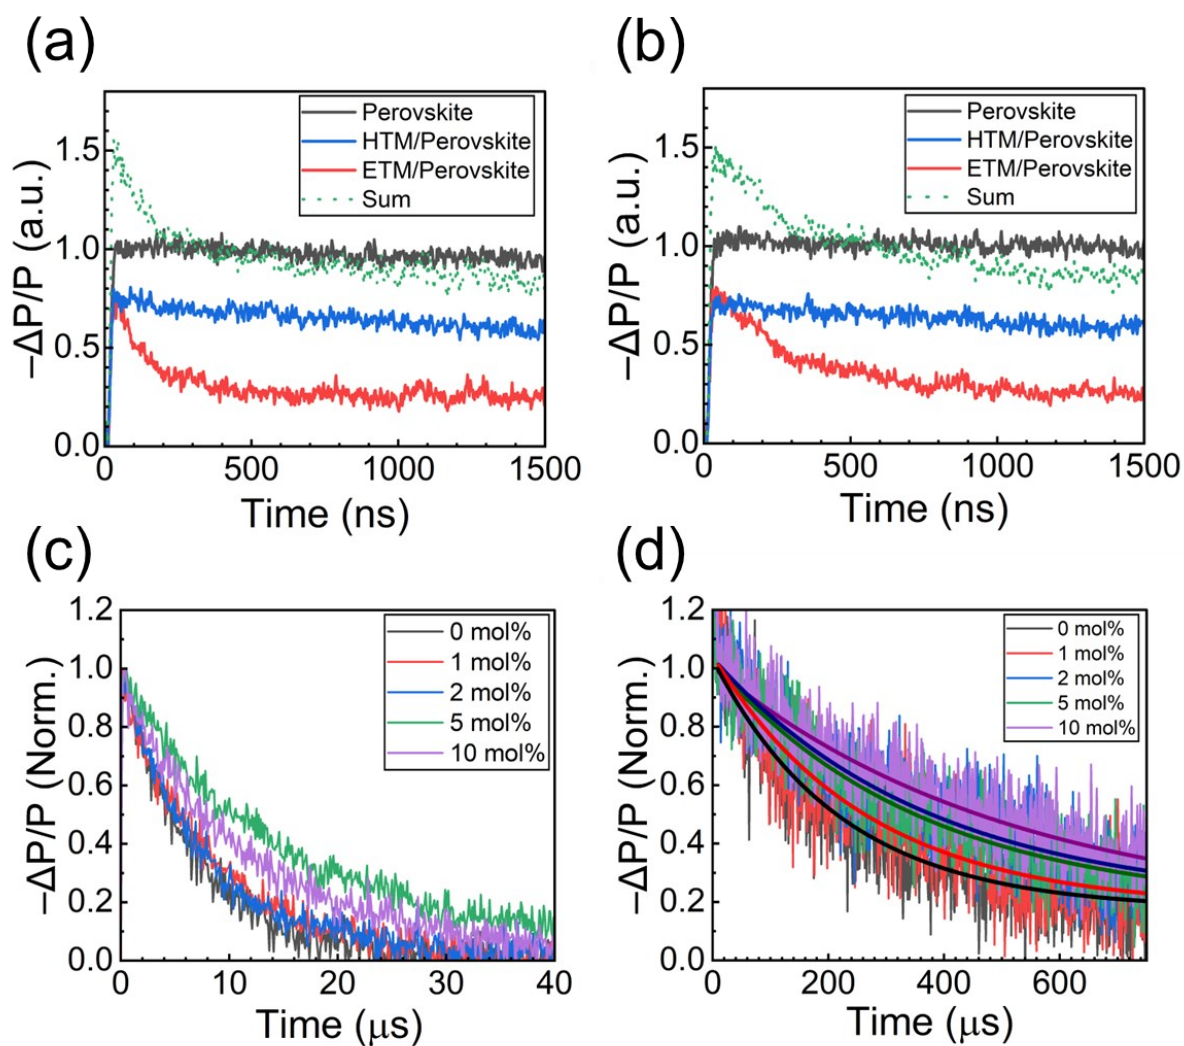 (a)
Perovskite
HTM/Perovskite
ETM/Perovskite
Sum
−ΔP/P (a.u.)
1.5
1.0
0.5
0.0
0 500 1000 1500
Time (ns)
(b)
Perovskite
HTM/Perovskite
ETM/Perovskite
Sum
−ΔP/P (a.u.)
1.5
1.0
0.5
0.0
0 500 1000 1500
Time (ns)
(c)
0 mol%
1 mol%
2 mol%
5 mol%
10 mol%
−ΔP/P (Norm.)
1.2
1.0
0.8
0.6
0.4
0.2
0.0
0 10 20 30 40
Time (μs)
(d)
0 mol%
1 mol%
2 mol%
5 mol%
10 mol%
−ΔP/P (Norm.)
1.2
1.0
0.8
0.6
0.4
0.2
0.0
0 200 400 600
Time (μs)